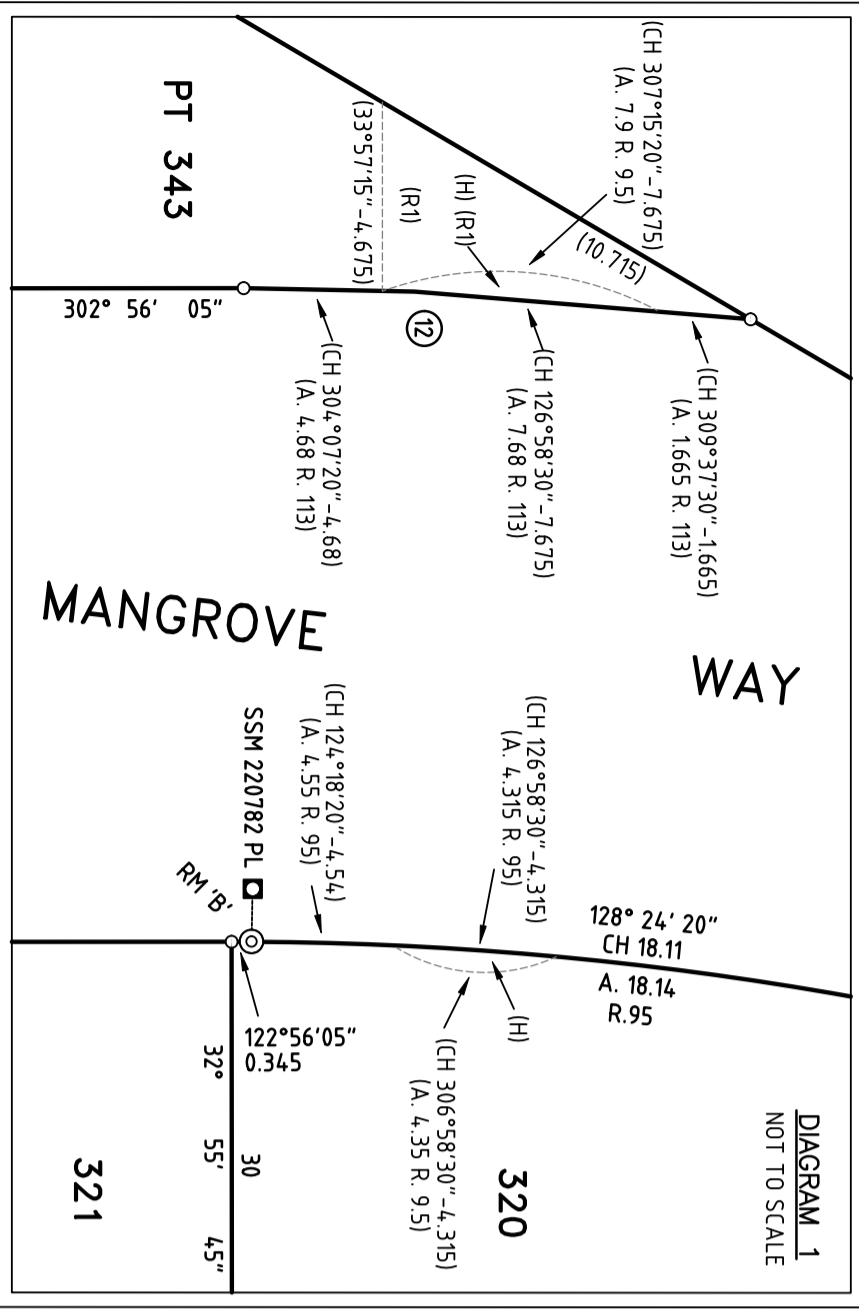 DIAGRAM 1
NOT TO SCALE
(CH 307°15'20"-7.675)
(A. 7.9 R. 9.5)
(10.715)
(H) (R1)
(R1)
(33°57'15"-4.675)
PT 343
302° 56' 05"
12
(CH 309°37'30"-1.665)
(A. 1.665 R. 113)
(CH 126°58'30"-7.675)
(A. 7.68 R. 113)
(CH 304°07'20"-4.68)
(A. 4.68 R. 113)
MANGROVE WAY
(CH 126°58'30"-4.315)
(A. 4.315 R. 95)
(CH 124°18'20"-4.54)
(A. 4.55 R. 95)
SSM 220782 PL
RM 'B'
128° 24' 20"
CH 18.11
A. 18.14
R.95
(H)
(CH 306°58'30"-4.315)
(A. 4.35 R. 9.5)
122°56'05"
0.345
32° 55' 45"
30
320
321